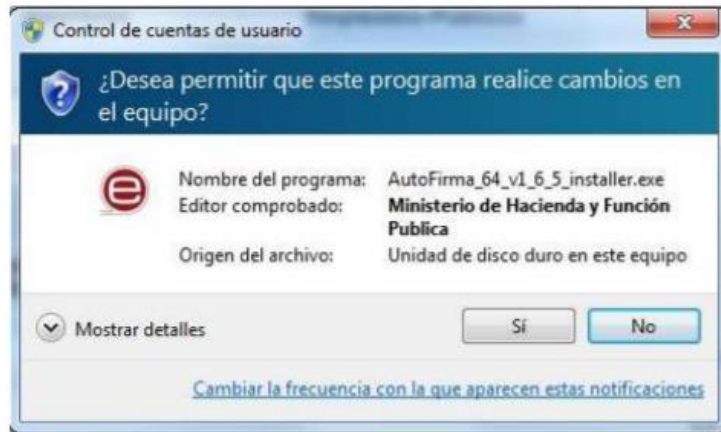 Control de cuentas de usuario
¿Desea permitir que este programa realice cambios en
el equipo?
Nombre del programa: AutoFirma_64_v1_6_5_installer.exe
Editor comprobado: Ministerio de Hacienda y Función
Publica
Origen del archivo: Unidad de disco duro en este equipo
Mostrar detalles
Sí
No
Cambiar la frecuencia con la que aparecen estas notificaciones